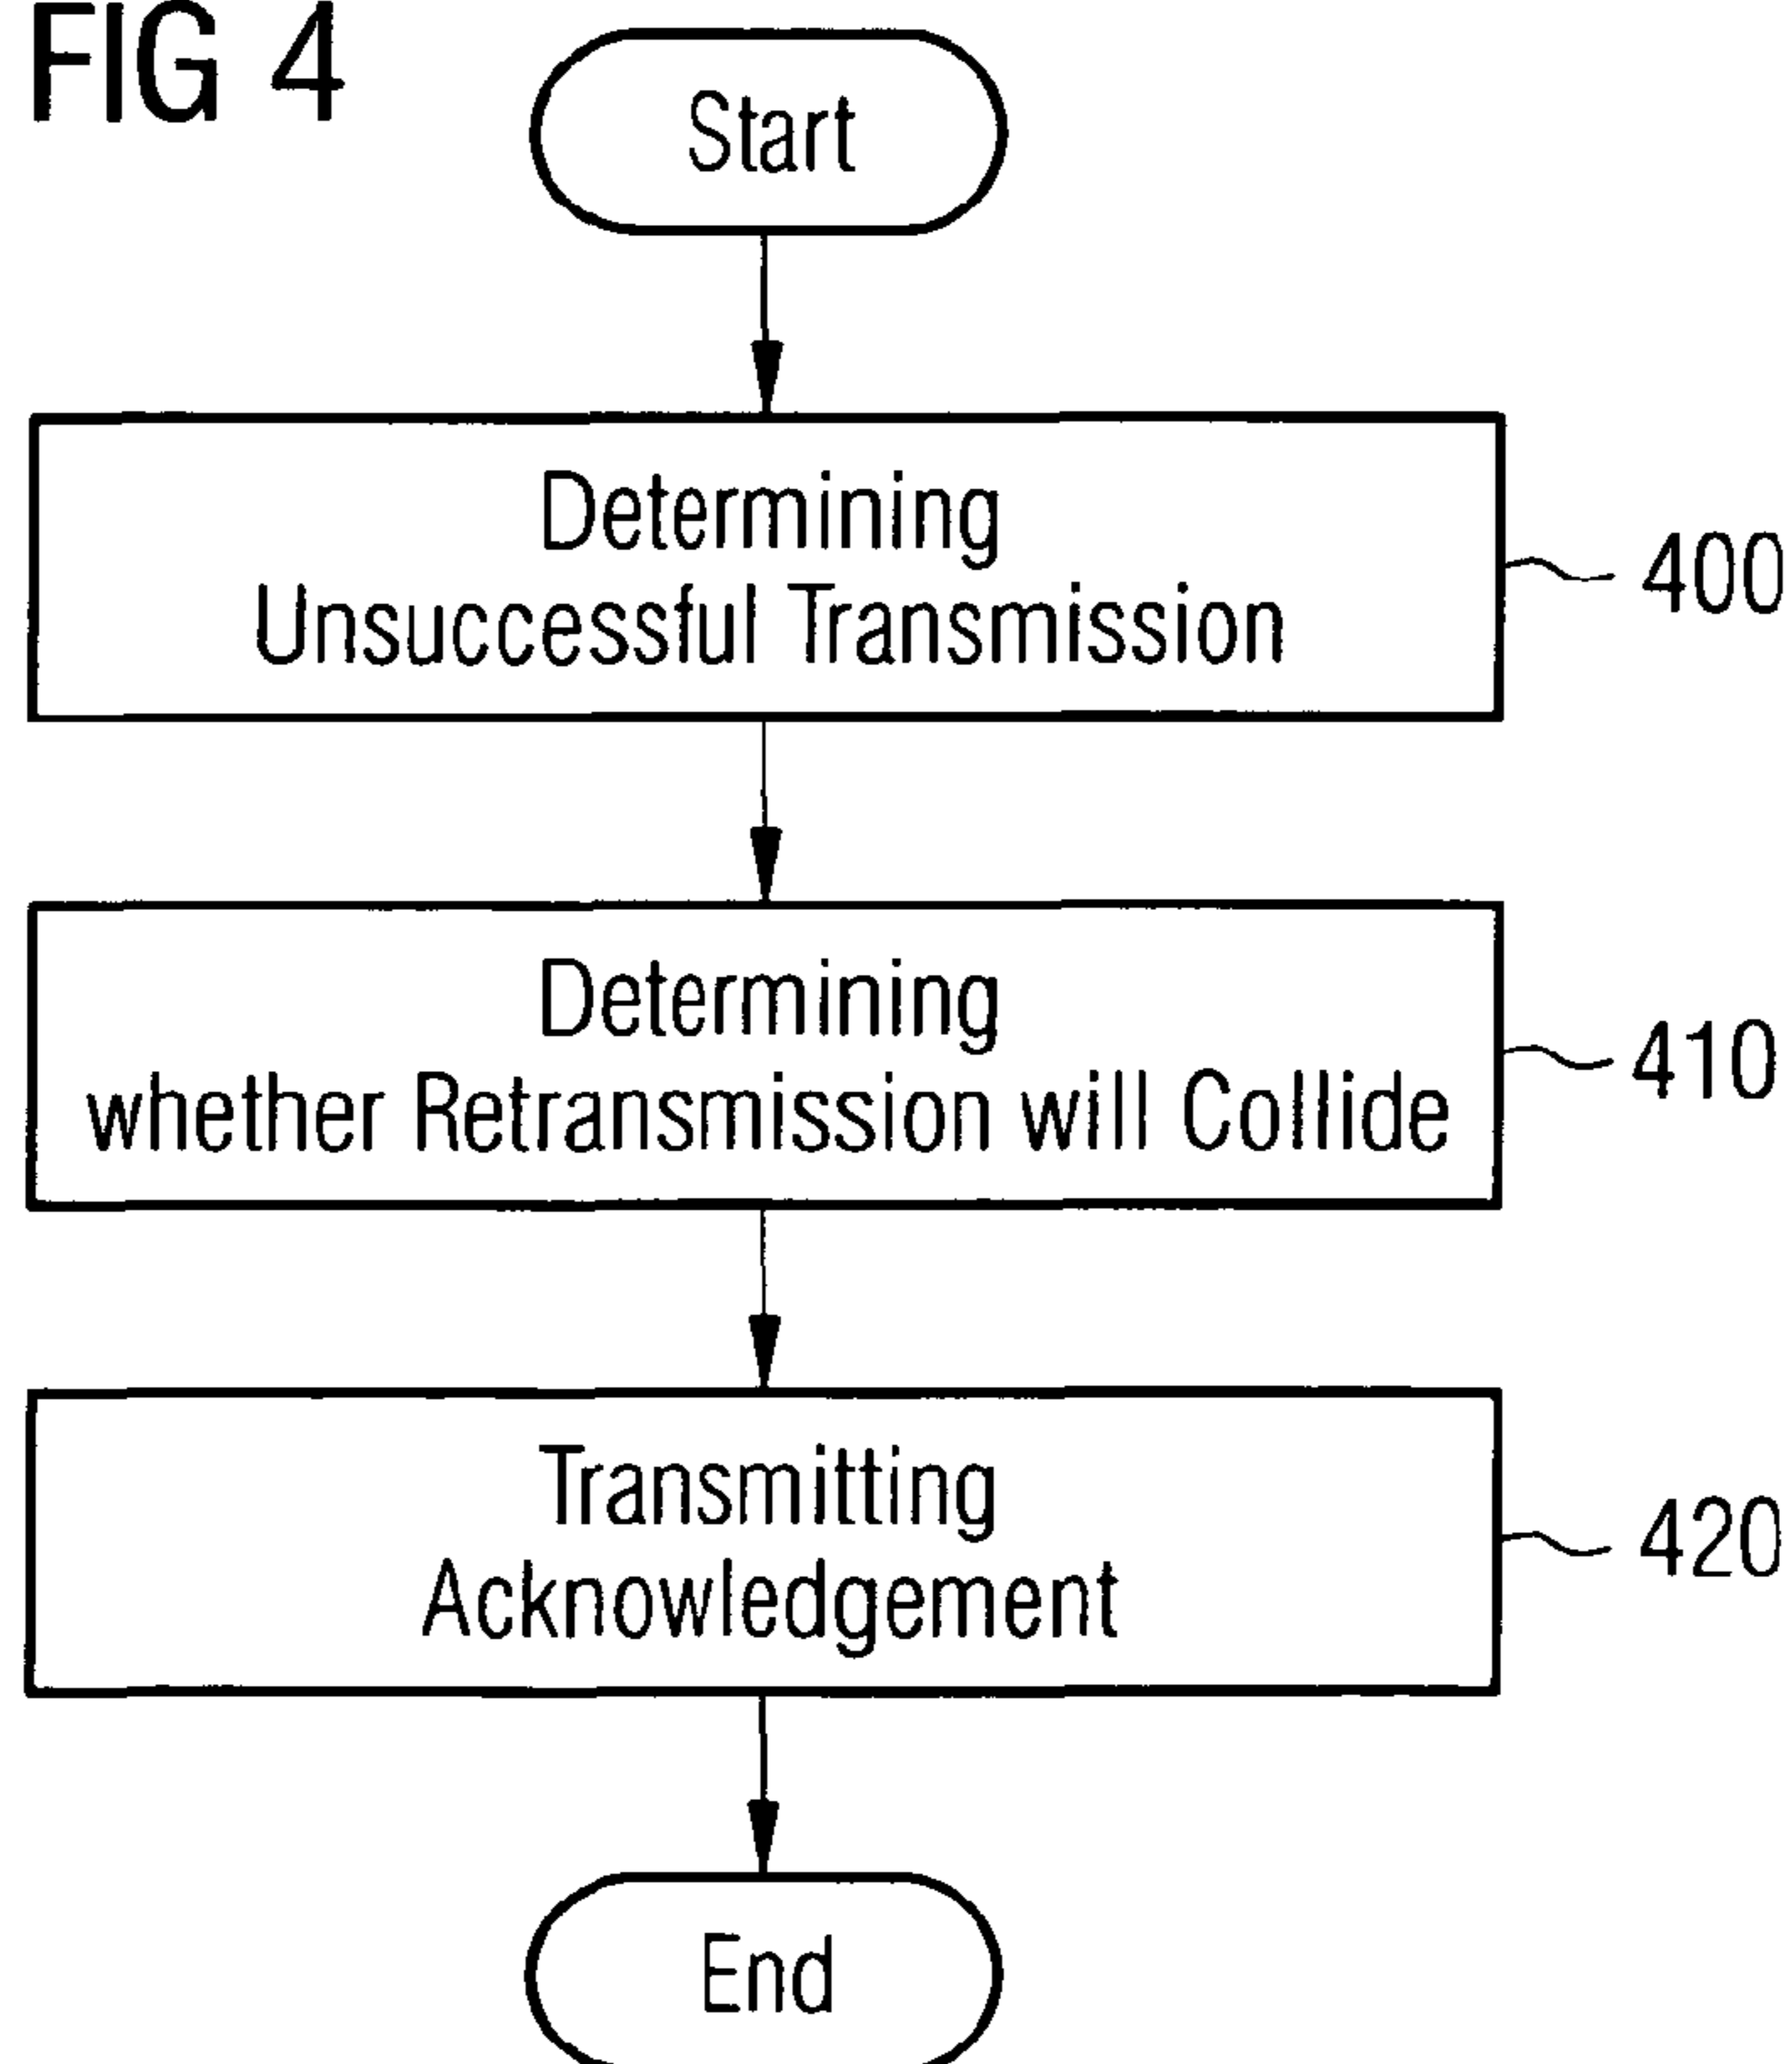 FIG 4
Start
Determining
Unsuccessful Transmission
400
Determining
whether Retransmission will Collide
410
Transmitting
Acknowledgement
420
End